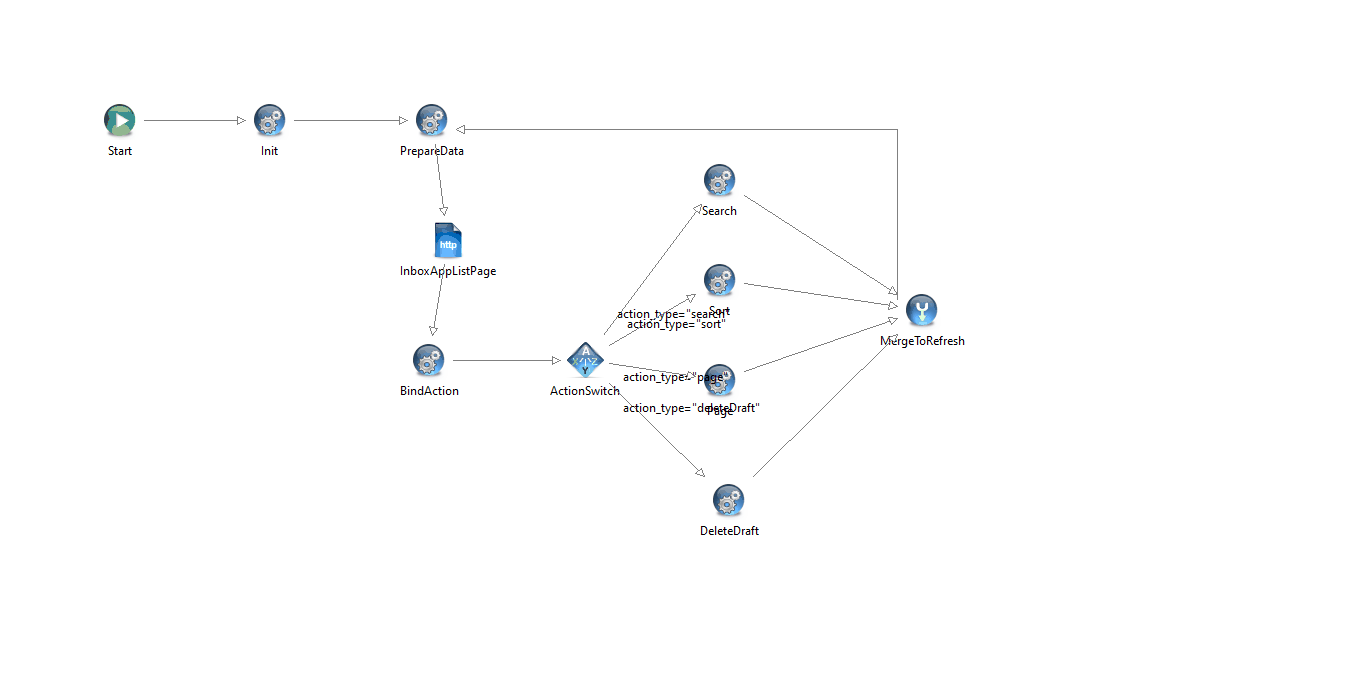 Start
Init
PrepareData
Search
http
InboxAppListPage
Sort
action_type="search"
action_type="sort"
MergeToRefresh
A
X Z
Y
BindAction
ActionSwitch
action_type="page"
action_type="deleteDraft"
Page
DeleteDraft